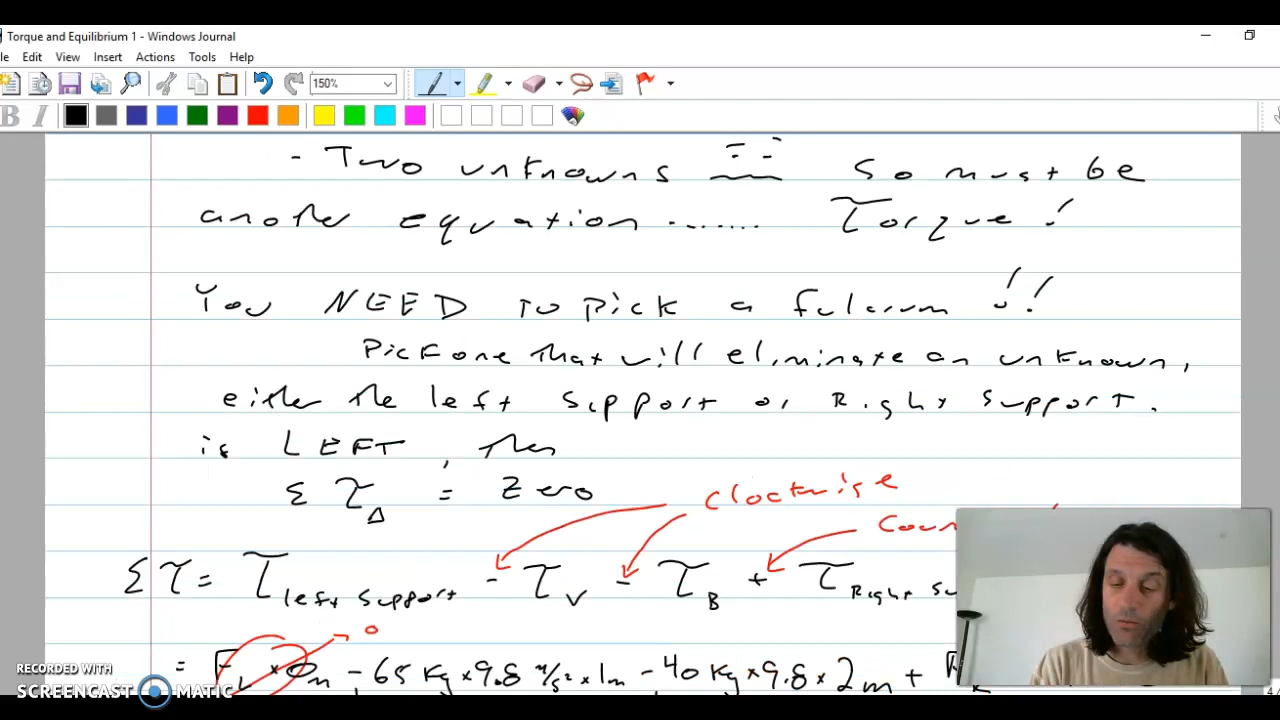 Torque and Equilibrium 1 - Windows Journal
Edit View Insert Actions Tools Help
150%
B I
- Two unknowns so must be
another equation ....... Torque!
You NEED to pick a fulcrum !!
Pick one that will eliminate an unknown,
either the left support or Right support.
is LEFT, then
Σ τ△ = Zero
Clockwise
Coun
Σ τ = τ left support - τ V - τ B + τ Right Su
0
= F L × 0m - 65 kg × 9.8 m/s² × 1m - 40 kg × 9.8 × 2m + F
RECORDED WITH
SCREENCAST MATIC